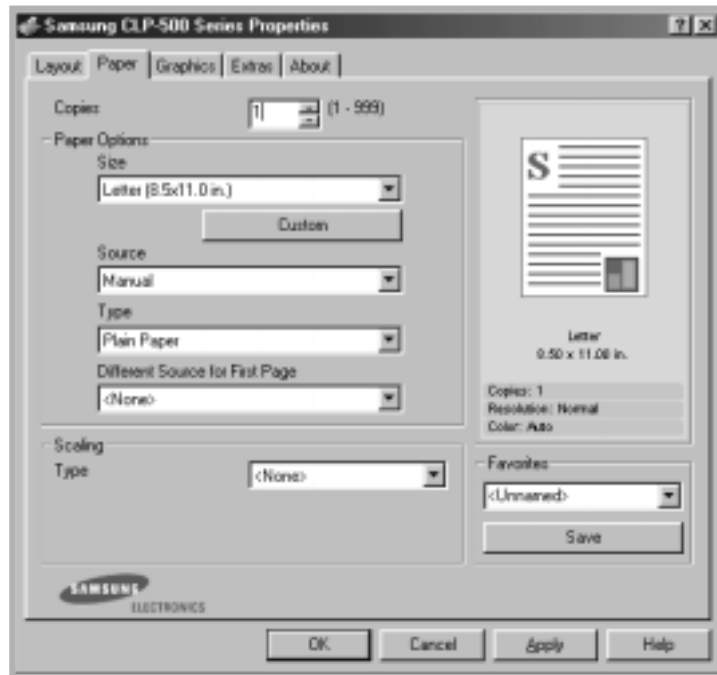 Samsung CLP-500 Series Properties
Layout Paper Graphics Extras About
Copies 1 (1 - 999)
Paper Options
Size
Letter (8.5x11.0 in.)
Custom
Source
Manual
Type
Plain Paper
Different Source for First Page
<None>
Scaling
Type <None>
S
Letter
8.50 x 11.00 in.
Copies: 1
Resolution: Normal
Color: Auto
Favorites
<Unnamed>
Save
SAMSUNG
ELECTRONICS
OK Cancel Apply Help